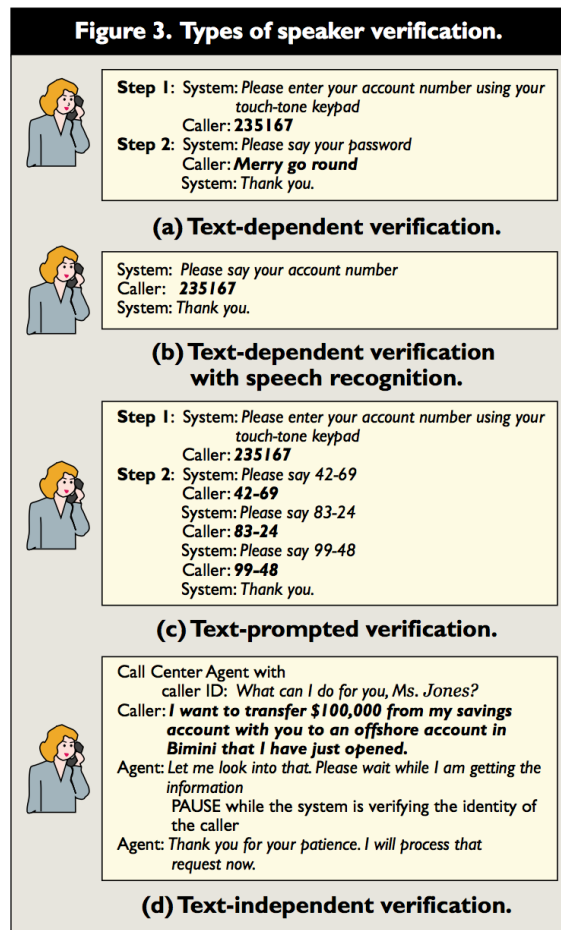 Figure 3. Types of speaker verification.
Step 1: System: Please enter your account number using your
touch-tone keypad
Caller: 235167
Step 2: System: Please say your password
Caller: Merry go round
System: Thank you.
(a) Text-dependent verification.
System: Please say your account number
Caller: 235167
System: Thank you.
(b) Text-dependent verification
with speech recognition.
Step 1: System: Please enter your account number using your
touch-tone keypad
Caller: 235167
Step 2: System: Please say 42-69
Caller: 42-69
System: Please say 83-24
Caller: 83-24
System: Please say 99-48
Caller: 99-48
System: Thank you.
(c) Text-prompted verification.
Call Center Agent with
caller ID: What can I do for you, Ms. Jones?
Caller: I want to transfer $100,000 from my savings
account with you to an offshore account in
Bimini that I have just opened.
Agent: Let me look into that. Please wait while I am getting the
information
PAUSE while the system is verifying the identity of
the caller
Agent: Thank you for your patience. I will process that
request now.
(d) Text-independent verification.